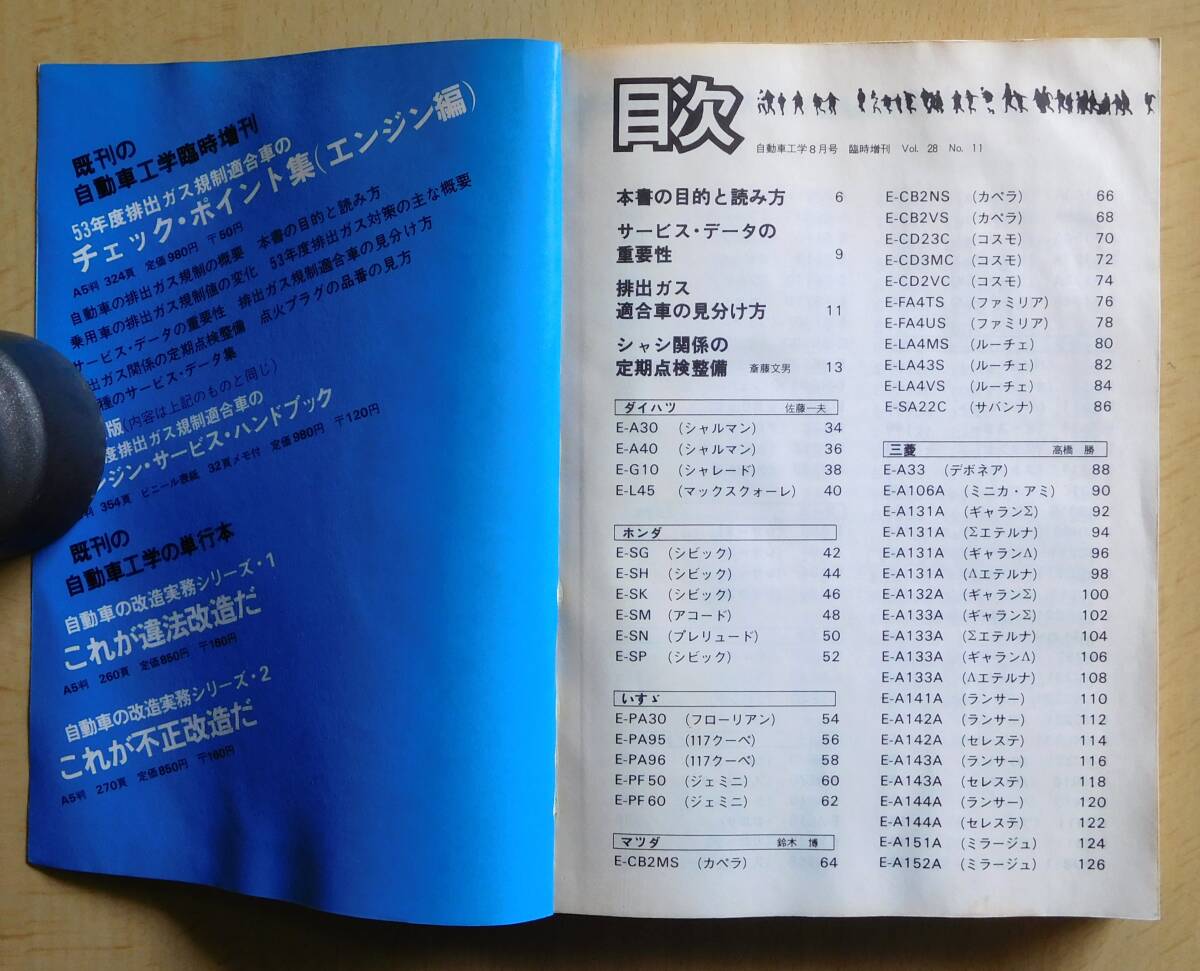 既刊の
自動車工学臨時増刊
53年度排出ガス規制適合車の
チェック・ポイント集(エンジン編)
A5判 324頁 定価980円 〒50円
自動車の排出ガス規制の概要 本書の目的と読み方
乗用車の排出ガス規制値の変化 53年度排出ガス対策の主な概要
サービス・データの重要性 排出ガス規制適合車の見分け方
出ガス関係の定期点検整備 点火プラグの品番の見方
種のサービス・データ集
版(内容は上記のものと同じ)
度排出ガス規制適合車の
ンジン・サービス・ハンドブック
判 354頁 ビニール表紙 32頁メモ付 定価980円 〒120円
既刊の
自動車工学の単行本
自動車の改造実務シリーズ・1
これが違法改造だ
A5判 260頁 定価850円 〒160円
自動車の改造実務シリーズ・2
これが不正改造だ
A5判 270頁 定価850円 〒160円
目次
自動車工学8月号 臨時増刊 Vol. 28 No. 11
本書の目的と読み方 6
サービス・データの
重要性 9
排出ガス
適合車の見分け方 11
シャシ関係の
定期点検整備 斎藤文男 13
ダイハツ 佐藤一夫
E-A30 (シャルマン) 34
E-A40 (シャルマン) 36
E-G10 (シャレード) 38
E-L45 (マックスクォーレ) 40
ホンダ
E-SG (シビック) 42
E-SH (シビック) 44
E-SK (シビック) 46
E-SM (アコード) 48
E-SN (プレリュード) 50
E-SP (シビック) 52
いすゞ
E-PA30 (フローリアン) 54
E-PA95 (117クーペ) 56
E-PA96 (117クーペ) 58
E-PF50 (ジェミニ) 60
E-PF60 (ジェミニ) 62
マツダ 鈴木 博
E-CB2MS (カペラ) 64
E-CB2NS (カペラ) 66
E-CB2VS (カペラ) 68
E-CD23C (コスモ) 70
E-CD3MC (コスモ) 72
E-CD2VC (コスモ) 74
E-FA4TS (ファミリア) 76
E-FA4US (ファミリア) 78
E-LA4MS (ルーチェ) 80
E-LA43S (ルーチェ) 82
E-LA4VS (ルーチェ) 84
E-SA22C (サバンナ) 86
三菱 高橋 勝
E-A33 (デボネア) 88
E-A106A (ミニカ・アミ) 90
E-A131A (ギャランΣ) 92
E-A131A (Σエテルナ) 94
E-A131A (ギャランΛ) 96
E-A131A (Λエテルナ) 98
E-A132A (ギャランΣ) 100
E-A133A (ギャランΣ) 102
E-A133A (Σエテルナ) 104
E-A133A (ギャランΛ) 106
E-A133A (Λエテルナ) 108
E-A141A (ランサー) 110
E-A142A (ランサー) 112
E-A142A (セレステ) 114
E-A143A (ランサー) 116
E-A143A (セレステ) 118
E-A144A (ランサー) 120
E-A144A (セレステ) 122
E-A151A (ミラージュ) 124
E-A152A (ミラージュ) 126